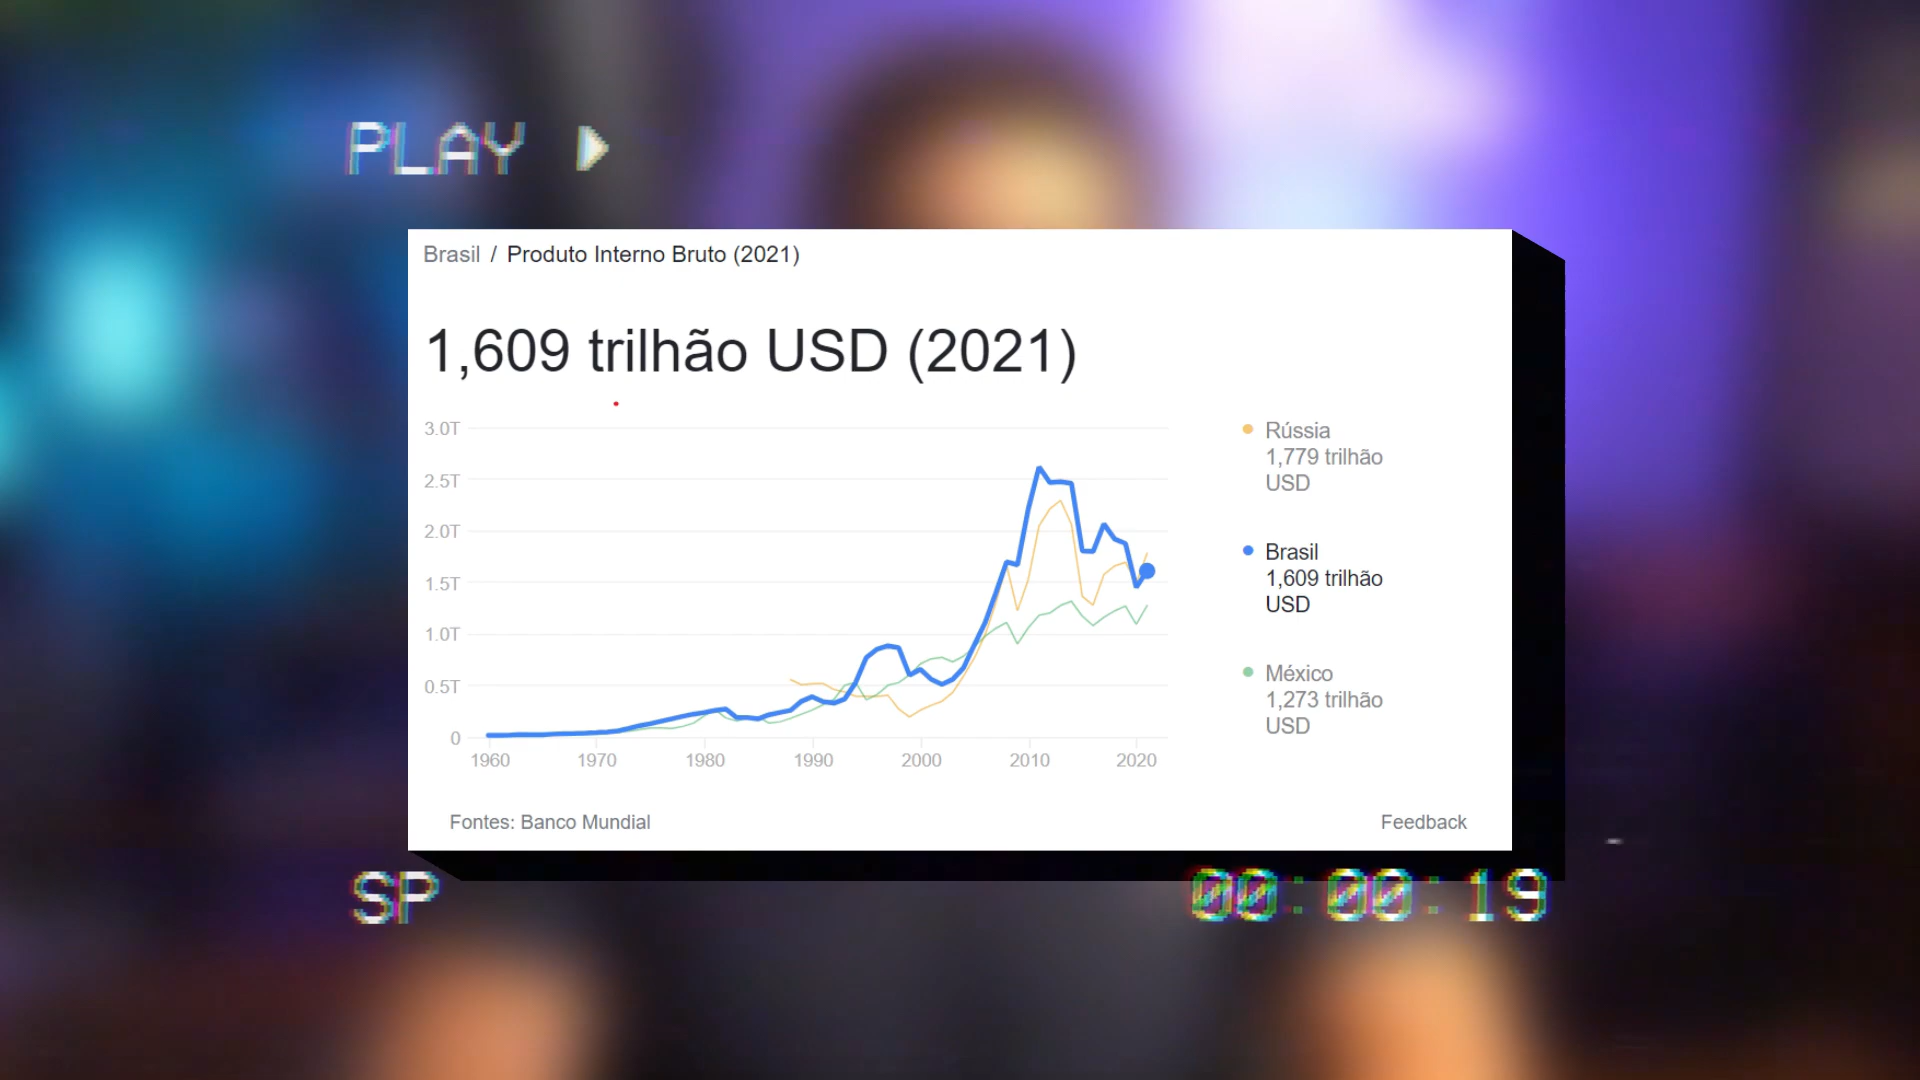 PLAY
Brasil / Produto Interno Bruto (2021)
1,609 trilhão USD (2021)
3.0T
2.5T
2.0T
1.5T
1.0T
0.5T
0
1960 1970 1980 1990 2000 2010 2020
Rússia
1,779 trilhão
USD
Brasil
1,609 trilhão
USD
México
1,273 trilhão
USD
Fontes: Banco Mundial
Feedback
SP
00:00:19